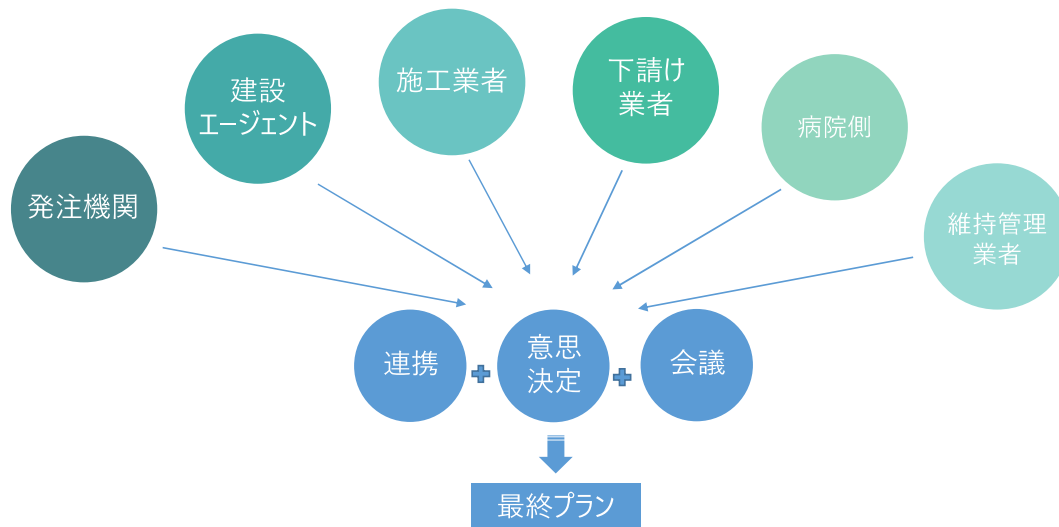 発注機関
建設
エージェント
施工業者
下請け
業者
病院側
維持管理
業者
連携
意思
決定
会議
最終プラン